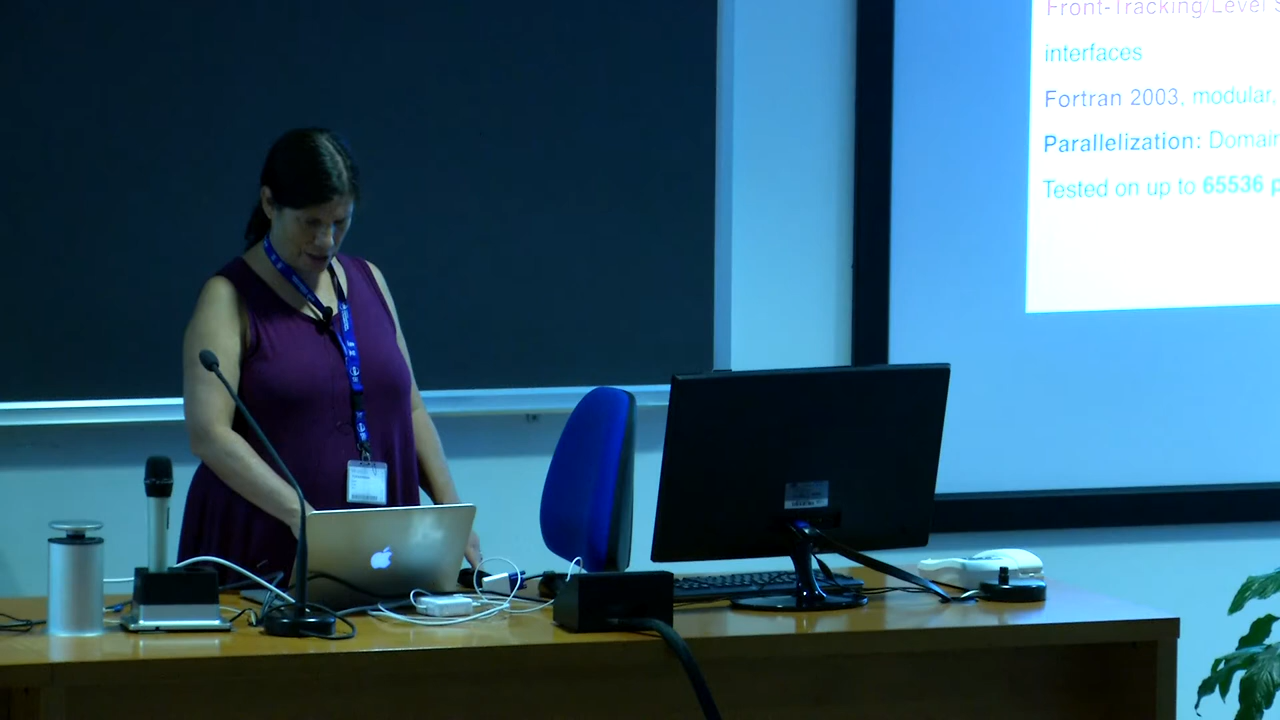 Front-Tracking/Level
interfaces
Fortran 2003, modular,
Parallelization: Domain
Tested on up to 65536 p